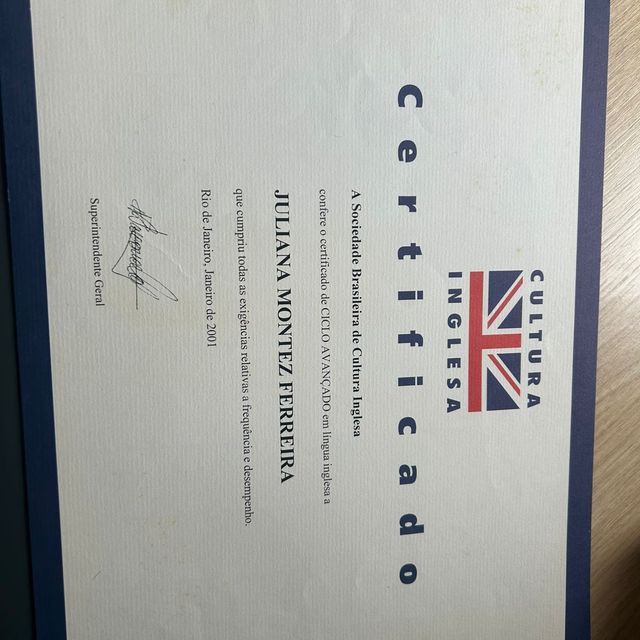 CULTURA
INGLESA
Certificado
A Sociedade Brasileira de Cultura Inglesa
confere o certificado de CICLO AVANÇADO em língua inglesa a
JULIANA MONTEZ FERREIRA
que cumpriu todas as exigências relativas a frequência e desempenho.
Rio de Janeiro, Janeiro de 2001
Superintendente Geral